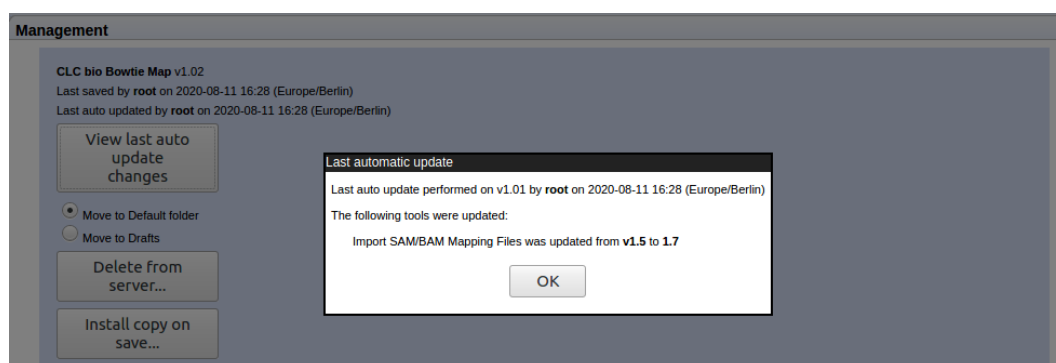 Management
CLC bio Bowtie Map v1.02
Last saved by root on 2020-08-11 16:28 (Europe/Berlin)
Last auto updated by root on 2020-08-11 16:28 (Europe/Berlin)
View last auto
update
changes
Move to Default folder
Move to Drafts
Delete from
server...
Install copy on
save...
Last automatic update
Last auto update performed on v1.01 by root on 2020-08-11 16:28 (Europe/Berlin)
The following tools were updated:
Import SAM/BAM Mapping Files was updated from v1.5 to 1.7
OK